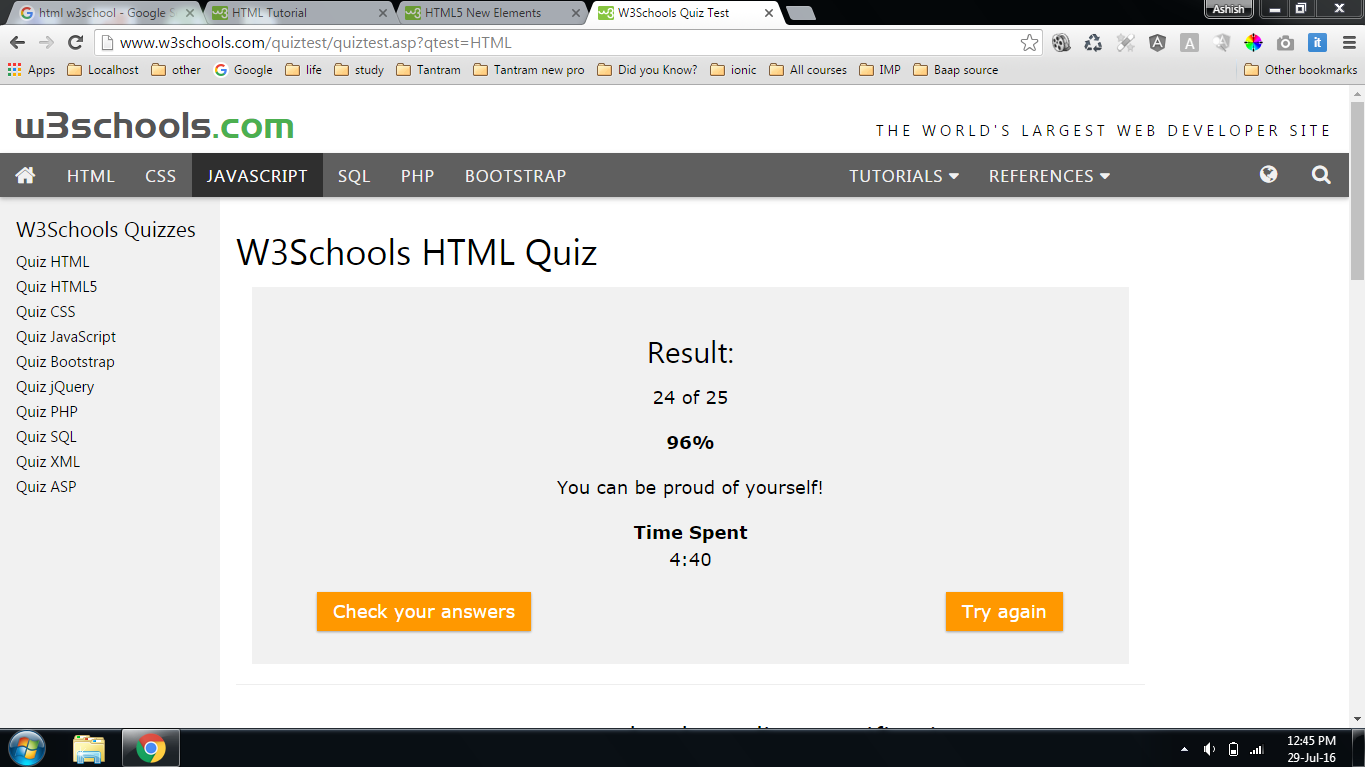 html w3school - Google S
HTML Tutorial
HTML5 New Elements
W3Schools Quiz Test
Ashish
www.w3schools.com/quiztest/quiztest.asp?qtest=HTML
Apps
Localhost
other
Google
life
study
Tantram
Tantram new pro
Did you Know?
ionic
All courses
IMP
Baap source
Other bookmarks
w3schools.com
THE WORLD'S LARGEST WEB DEVELOPER SITE
HTML
CSS
JAVASCRIPT
SQL
PHP
BOOTSTRAP
TUTORIALS
REFERENCES
W3Schools Quizzes
Quiz HTML
Quiz HTML5
Quiz CSS
Quiz JavaScript
Quiz Bootstrap
Quiz jQuery
Quiz PHP
Quiz SQL
Quiz XML
Quiz ASP
W3Schools HTML Quiz
Result:
24 of 25
96%
You can be proud of yourself!
Time Spent
4:40
Check your answers
Try again
12:45 PM
29-Jul-16